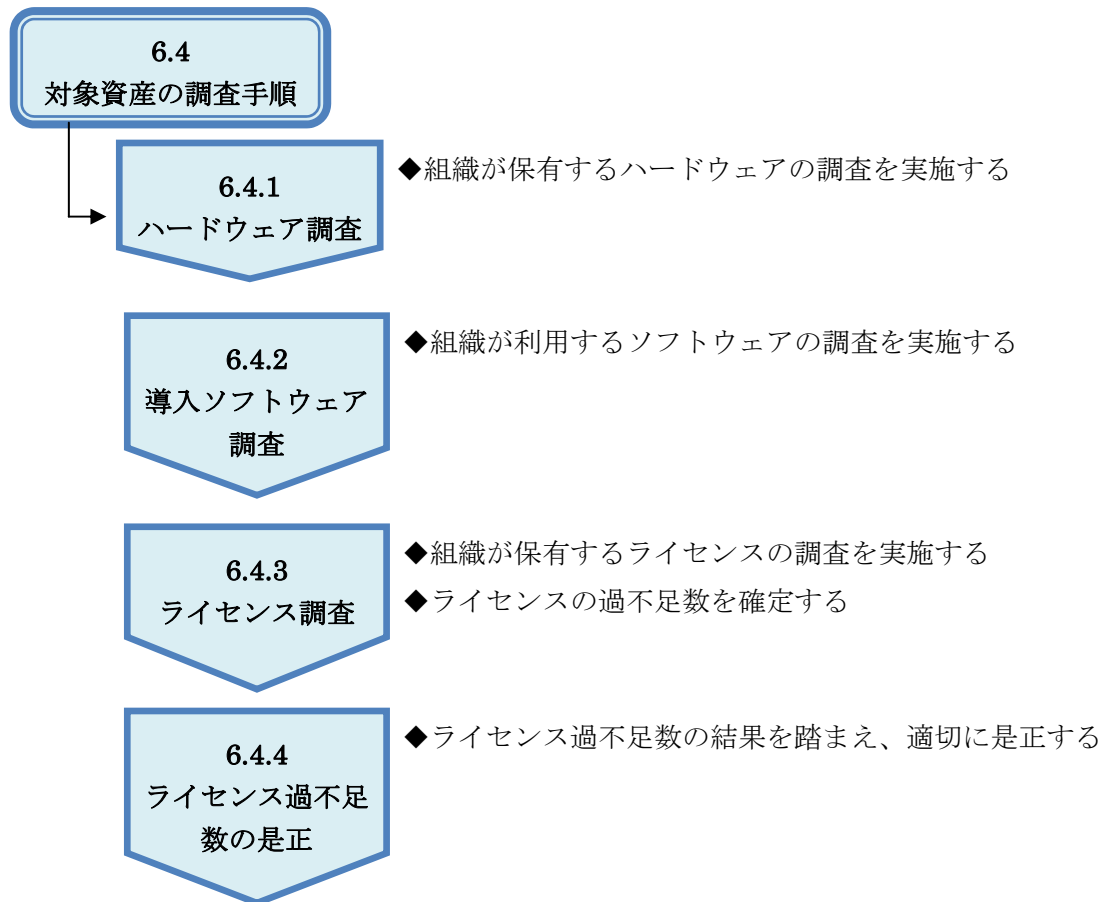 6.4
対象資産の調査手順
6.4.1
ハードウェア調査
◆組織が保有するハードウェアの調査を実施する
6.4.2
導入ソフトウェア
調査
◆組織が利用するソフトウェアの調査を実施する
6.4.3
ライセンス調査
◆組織が保有するライセンスの調査を実施する
◆ライセンスの過不足数を確定する
6.4.4
ライセンス過不足
数の是正
◆ライセンス過不足数の結果を踏まえ、適切に是正する